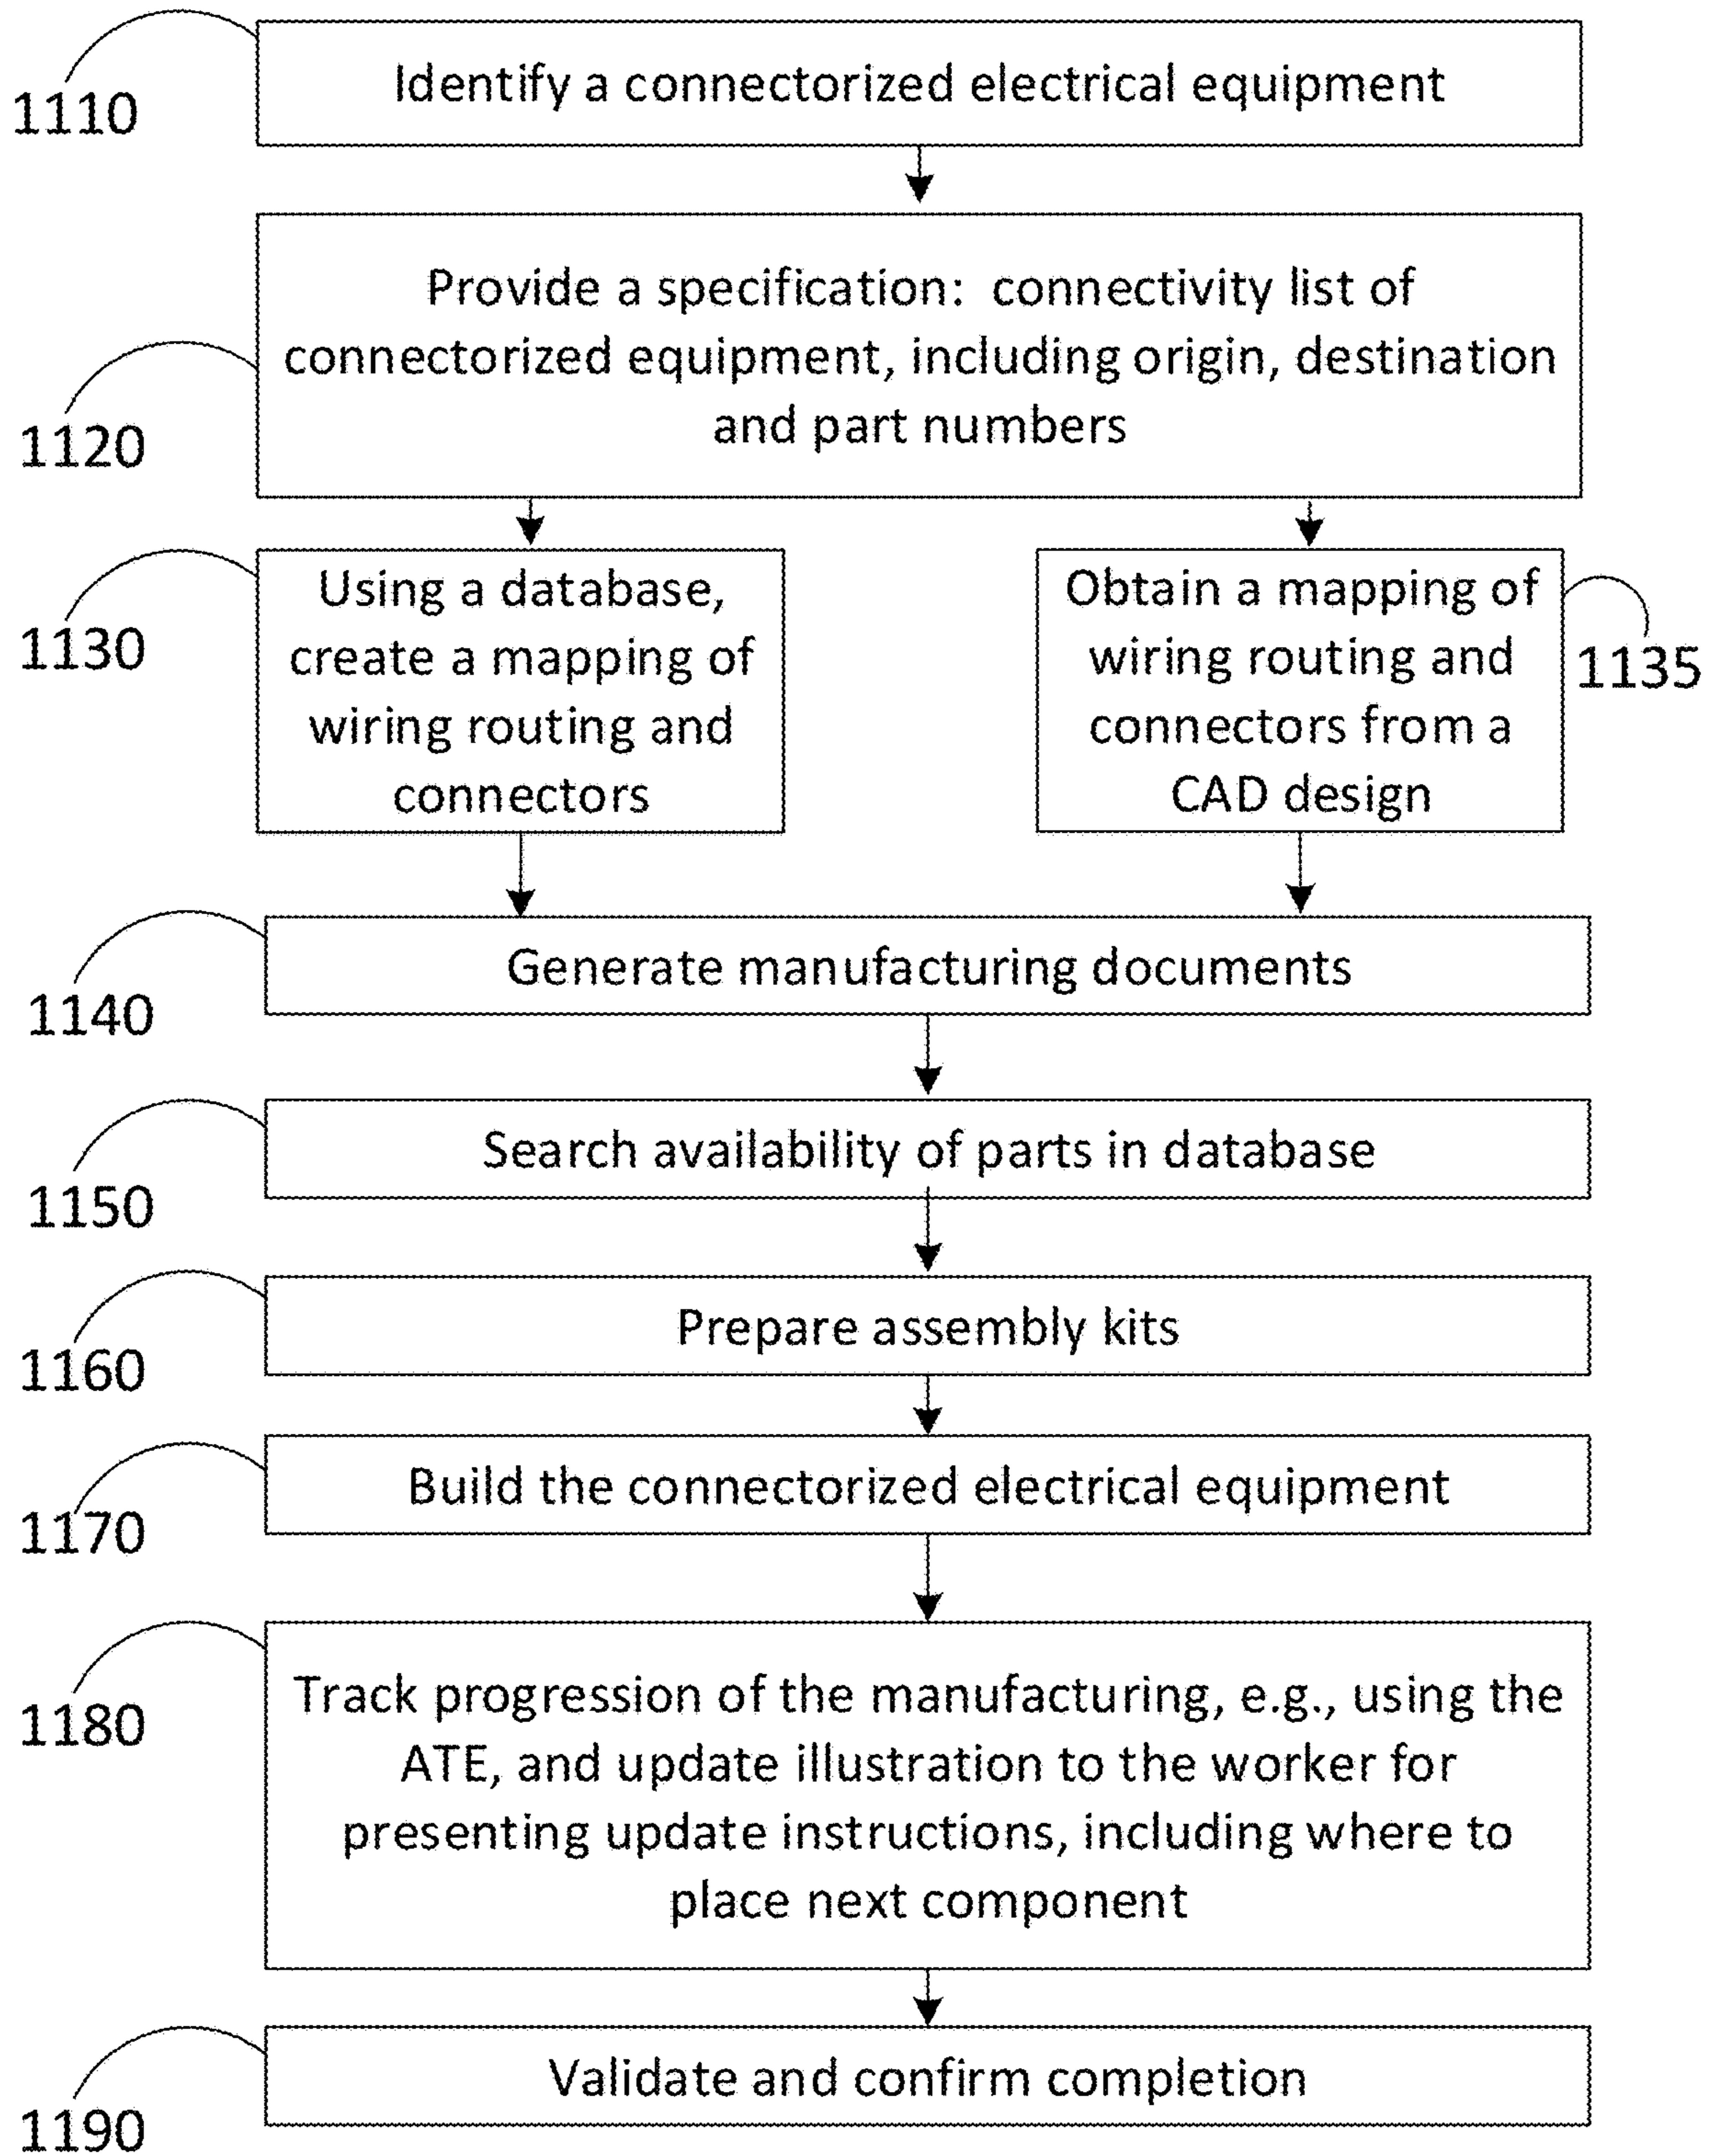 Identify a connectorized electrical equipment
1110
Provide a specification: connectivity list of
connectorized equipment, including origin, destination
and part numbers
1120
Using a database,
create a mapping of
wiring routing and
connectors
1130
Obtain a mapping of
wiring routing and
connectors from a
CAD design
1135
Generate manufacturing documents
1140
Search availability of parts in database
1150
Prepare assembly kits
1160
Build the connectorized electrical equipment
1170
Track progression of the manufacturing, e.g., using the
ATE, and update illustration to the worker for
presenting update instructions, including where to
place next component
1180
Validate and confirm completion
1190